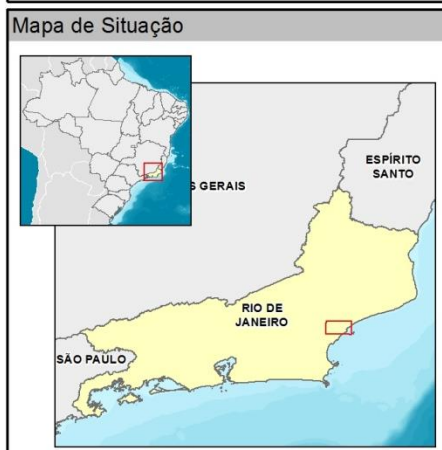 Mapa de Situação
ESPÍRITO
SANTO
S GERAIS
RIO DE
JANEIRO
SÃO PAULO